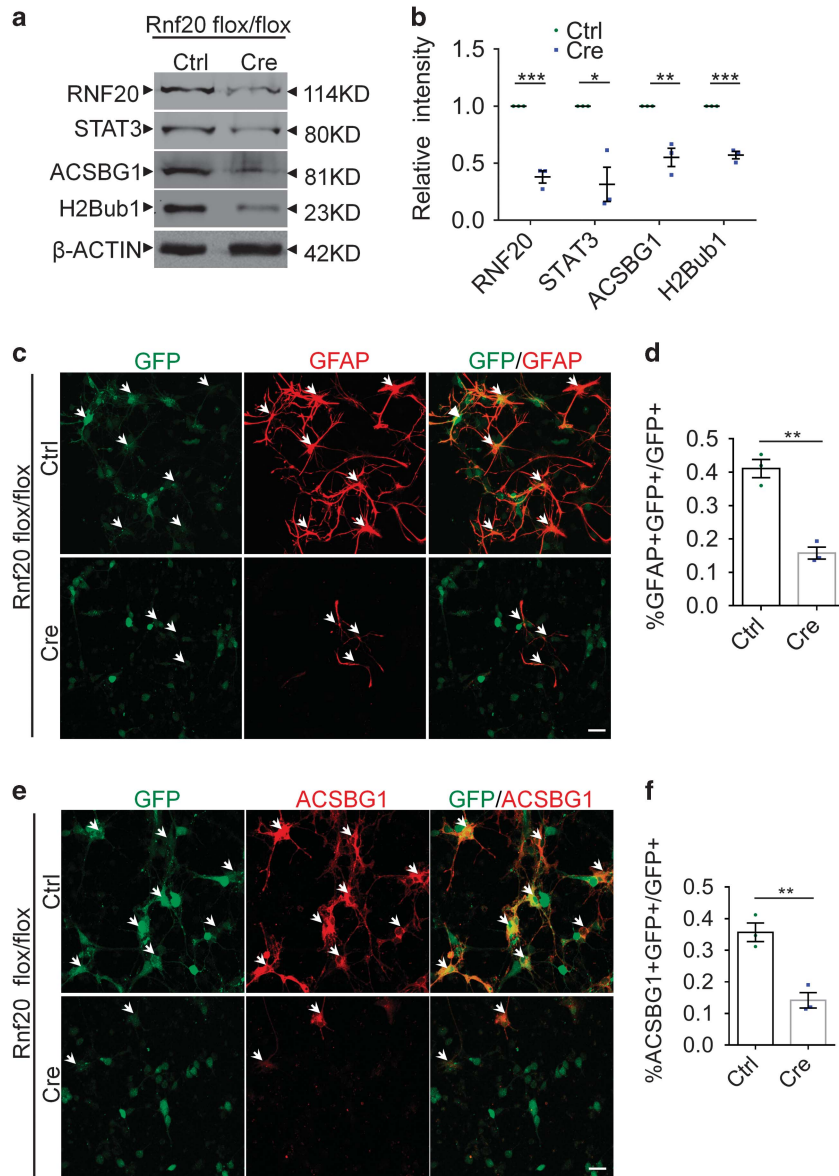 a
Rnf20 flox/flox
Ctrl Cre
RNF20 114KD
STAT3 80KD
ACSBG1 81KD
H2Bub1 23KD
β-ACTIN 42KD
b
Ctrl
Cre
Relative intensity
1.5
1.0
0.5
0.0
*** * ** ***
RNF20 STAT3 ACSBG1 H2Bub1
c
GFP GFAP GFP/GFAP
Rnf20 flox/flox
Ctrl
Cre
d
%GFAP+GFP+/GFP+
0.5
0.4
0.3
0.2
0.1
0.0
**
Ctrl Cre
e
GFP ACSBG1 GFP/ACSBG1
Rnf20 flox/flox
Ctrl
Cre
f
%ACSBG1+GFP+/GFP+
0.5
0.4
0.3
0.2
0.1
0
**
Ctrl Cre